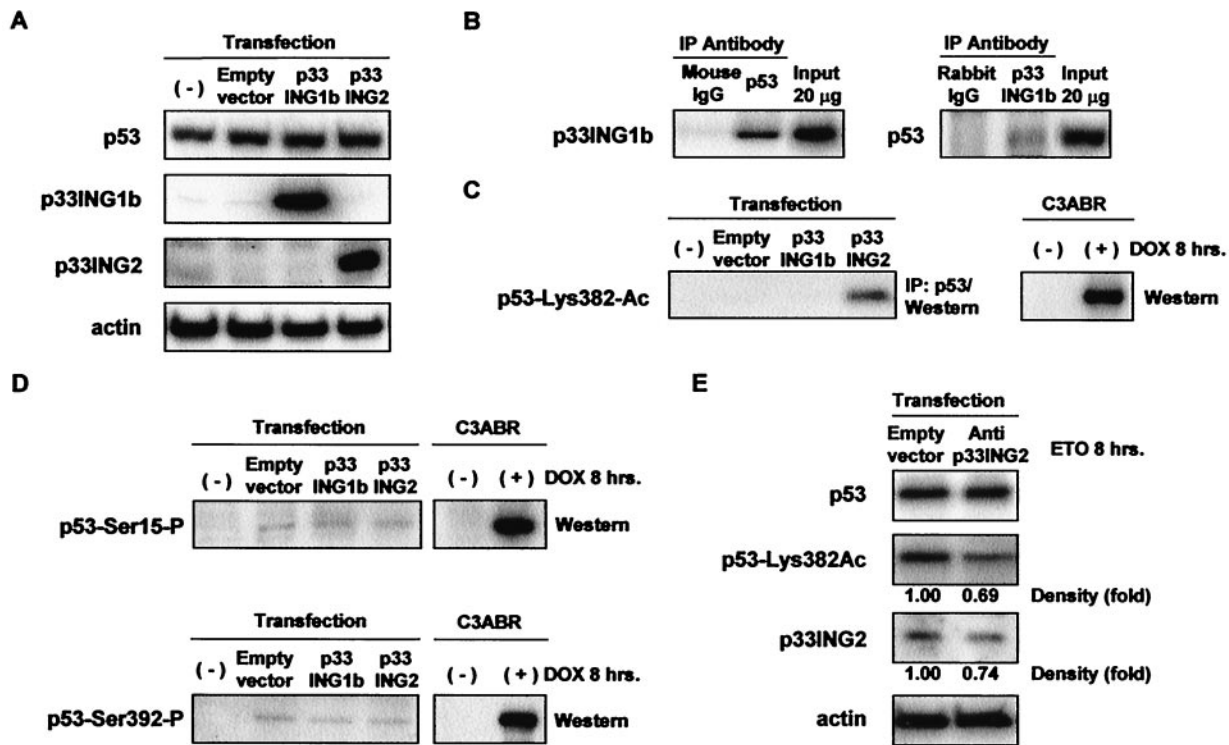 A
Transfection
(-) Empty vector p33 ING1b p33 ING2
p53
p33ING1b
p33ING2
actin
B
IP Antibody
Mouse IgG p53 Input 20 µg
p33ING1b
IP Antibody
Rabbit IgG p33 ING1b Input 20 µg
p53
C
Transfection
(-) Empty vector p33 ING1b p33 ING2
p53-Lys382-Ac
IP: p53/
Western
C3ABR
(-) (+) DOX 8 hrs.
Western
D
Transfection
(-) Empty vector p33 ING1b p33 ING2
p53-Ser15-P
C3ABR
(-) (+) DOX 8 hrs.
Western
Transfection
(-) Empty vector p33 ING1b p33 ING2
p53-Ser392-P
C3ABR
(-) (+) DOX 8 hrs.
Western
E
Transfection
Empty vector Anti p33ING2 ETO 8 hrs.
p53
p53-Lys382Ac
1.00 0.69 Density (fold)
p33ING2
1.00 0.74 Density (fold)
actin